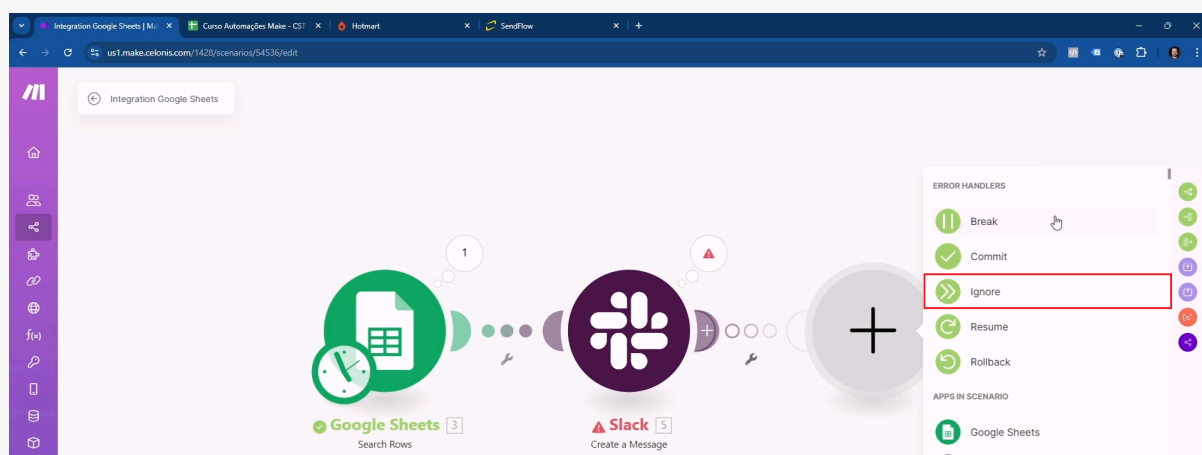 Integration Google Sheets | Ma
Curso Automações Make - CST
Hotmart
SendFlow
us1.make.celonis.com/1428/scenarios/54536/edit
Integration Google Sheets
ERROR HANDLERS
Break
Commit
Ignore
Resume
Rollback
APPS IN SCENARIO
Google Sheets
1
f(×)
Google Sheets 3
Search Rows
Slack 5
Create a Message